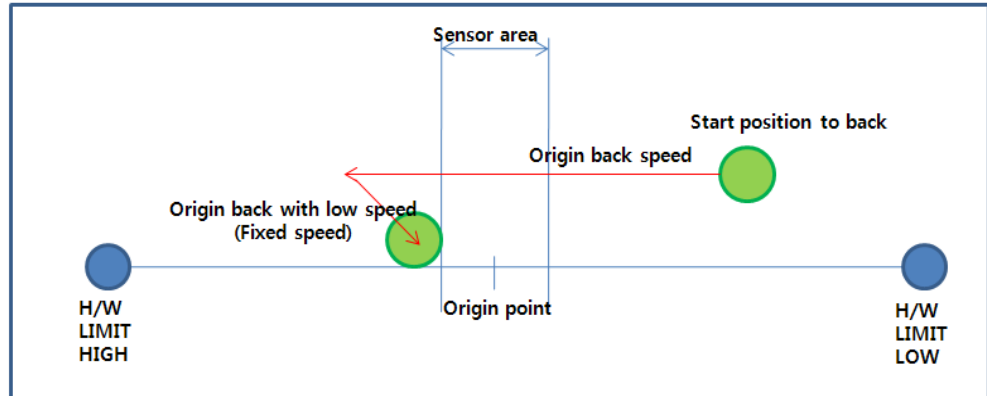 Sensor area
Start position to back
Origin back speed
Origin back with low speed
(Fixed speed)
H/W
LIMIT
HIGH
Origin point
H/W
LIMIT
LOW